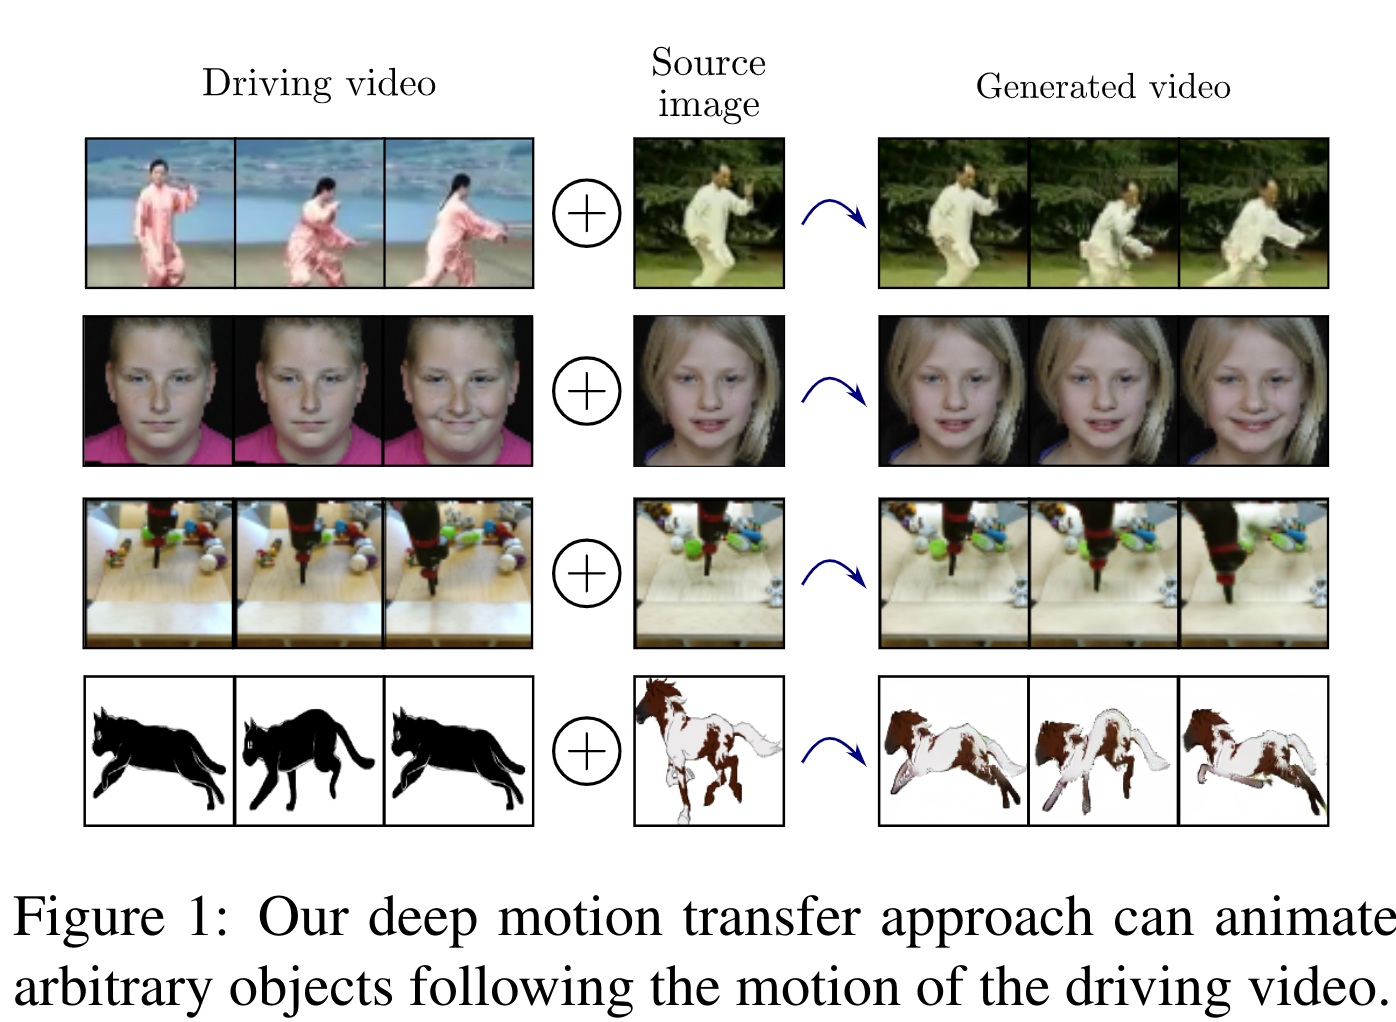 Driving video
Source
image
Generated video
Figure 1: Our deep motion transfer approach can animate
arbitrary objects following the motion of the driving video.